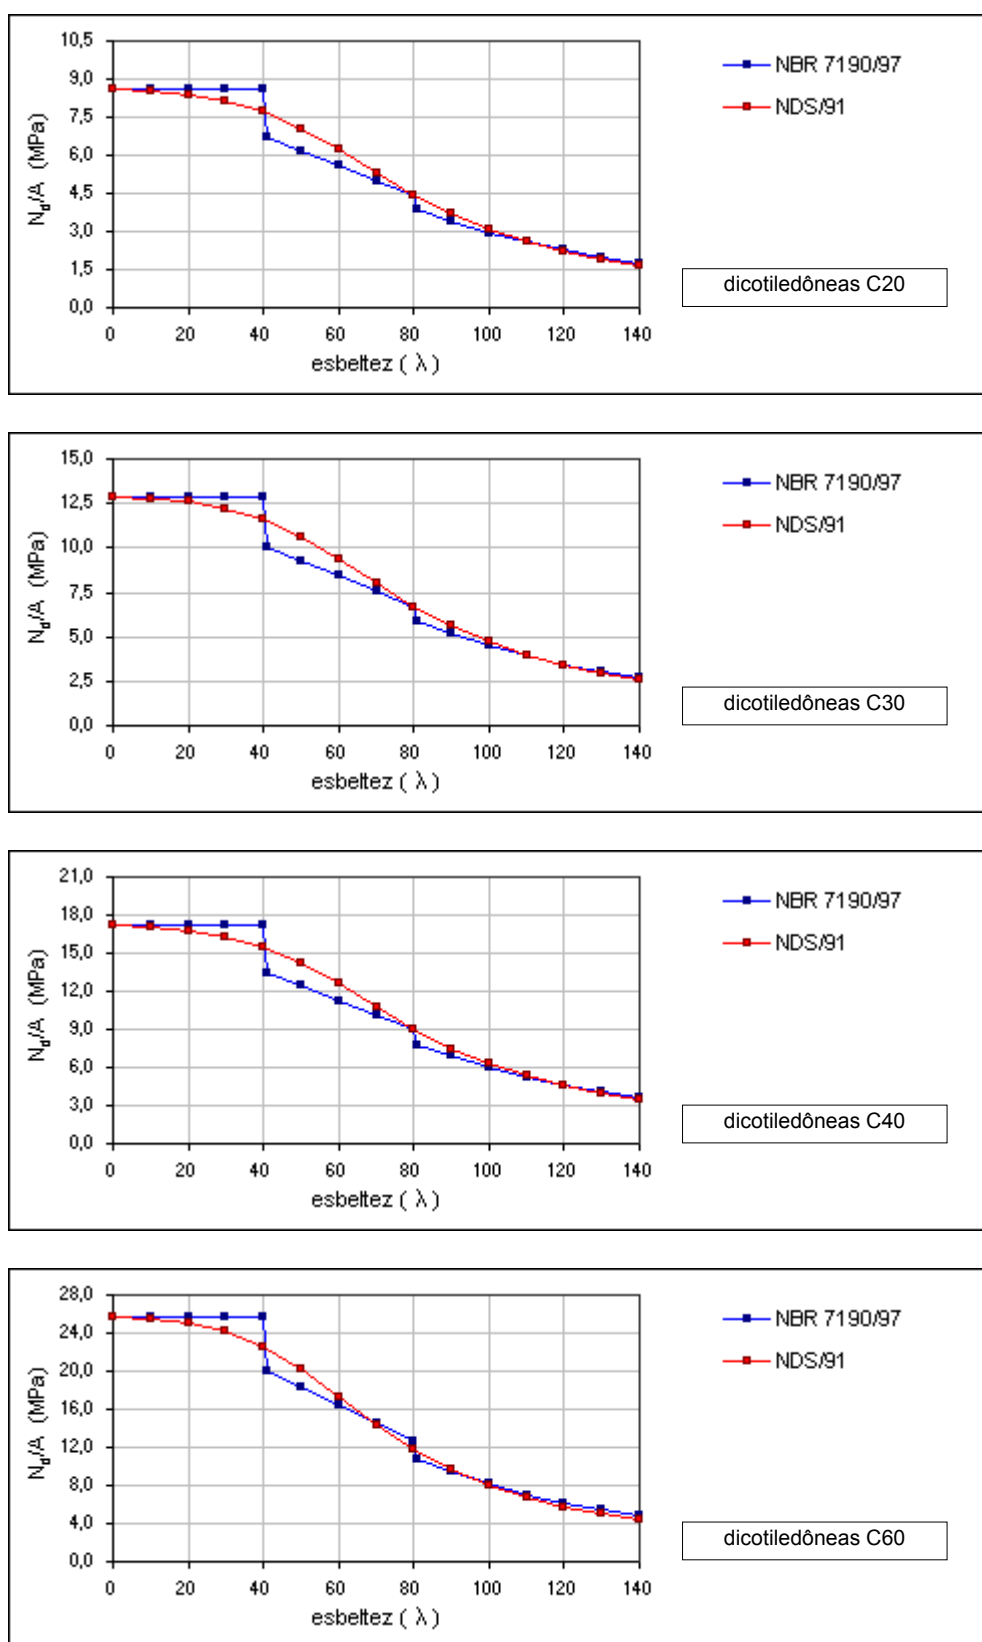 10,5
9,0
7,5
6,0
4,5
3,0
1,5
0,0
N_d/A (MPa)
0 20 40 60 80 100 120 140
esbeltez ( λ )
NBR 7190/97
NDS/91
dicotiledôneas C20
15,0
12,5
10,0
7,5
5,0
2,5
0,0
N_d/A (MPa)
0 20 40 60 80 100 120 140
esbeltez ( λ )
NBR 7190/97
NDS/91
dicotiledôneas C30
21,0
18,0
15,0
12,0
9,0
6,0
3,0
0,0
N_d/A (MPa)
0 20 40 60 80 100 120 140
esbeltez ( λ )
NBR 7190/97
NDS/91
dicotiledôneas C40
28,0
24,0
20,0
16,0
12,0
8,0
4,0
0,0
N_d/A (MPa)
0 20 40 60 80 100 120 140
esbeltez ( λ )
NBR 7190/97
NDS/91
dicotiledôneas C60